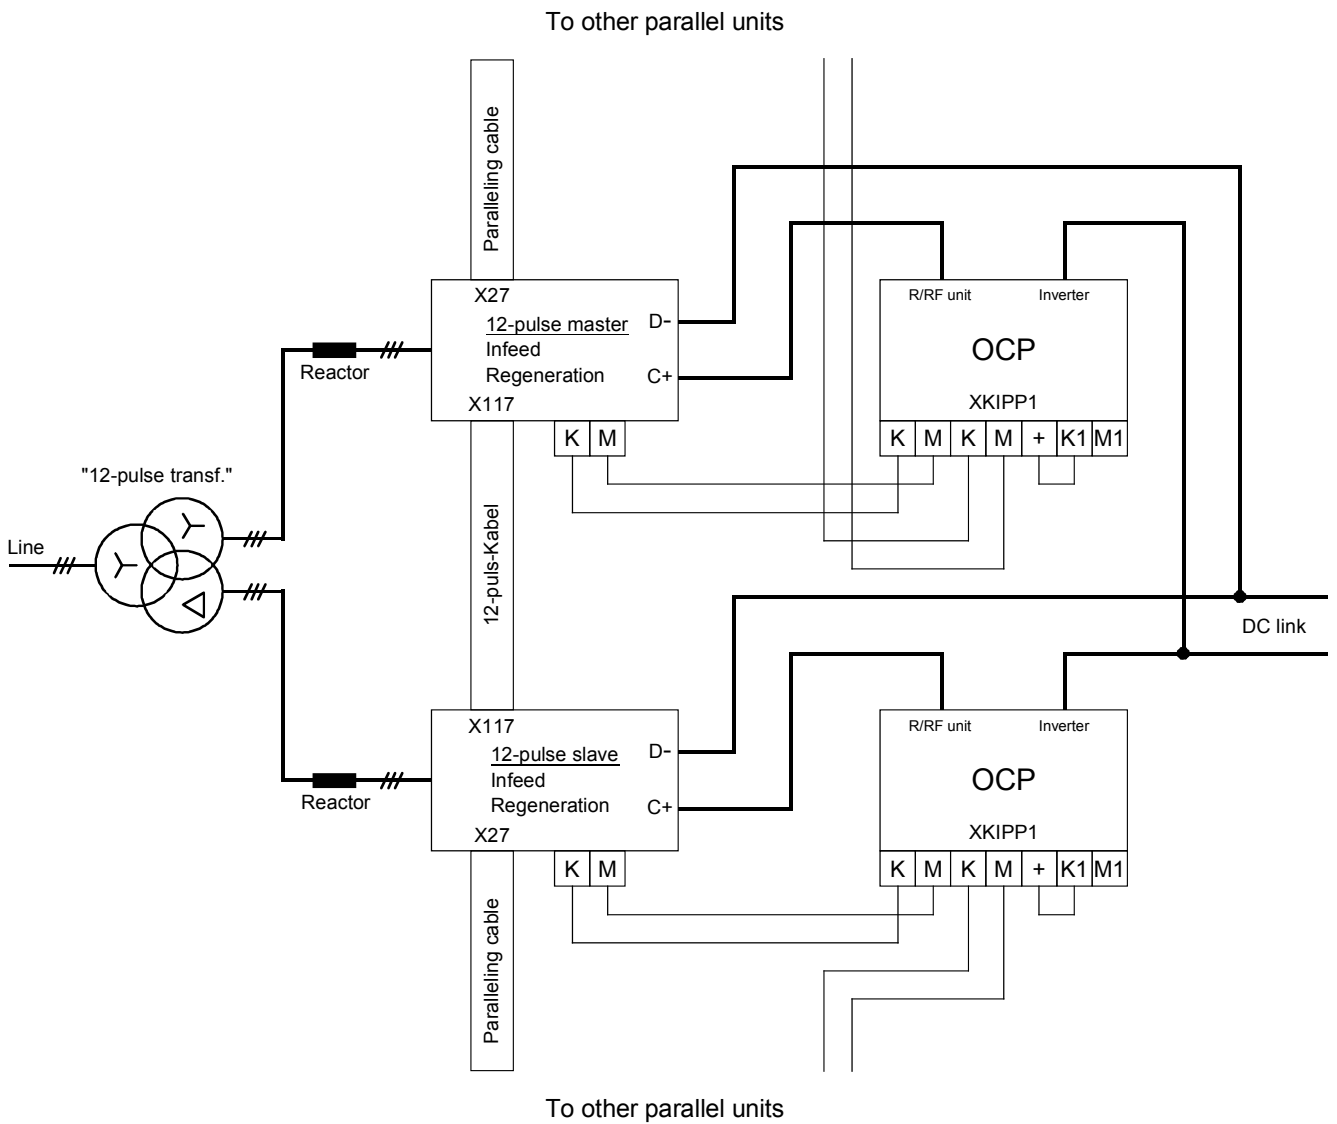 To other parallel units
Paralleling cable
X27
12-pulse master
Infeed
Regeneration
X117
D-
C+
K M
Reactor
R/RF unit Inverter
OCP
XKIPP1
K M K M + K1 M1
"12-pulse transf."
Line
12-puls-Kabel
DC link
X117
12-pulse slave
Infeed
Regeneration
X27
D-
C+
K M
Reactor
R/RF unit Inverter
OCP
XKIPP1
K M K M + K1 M1
Paralleling cable
To other parallel units